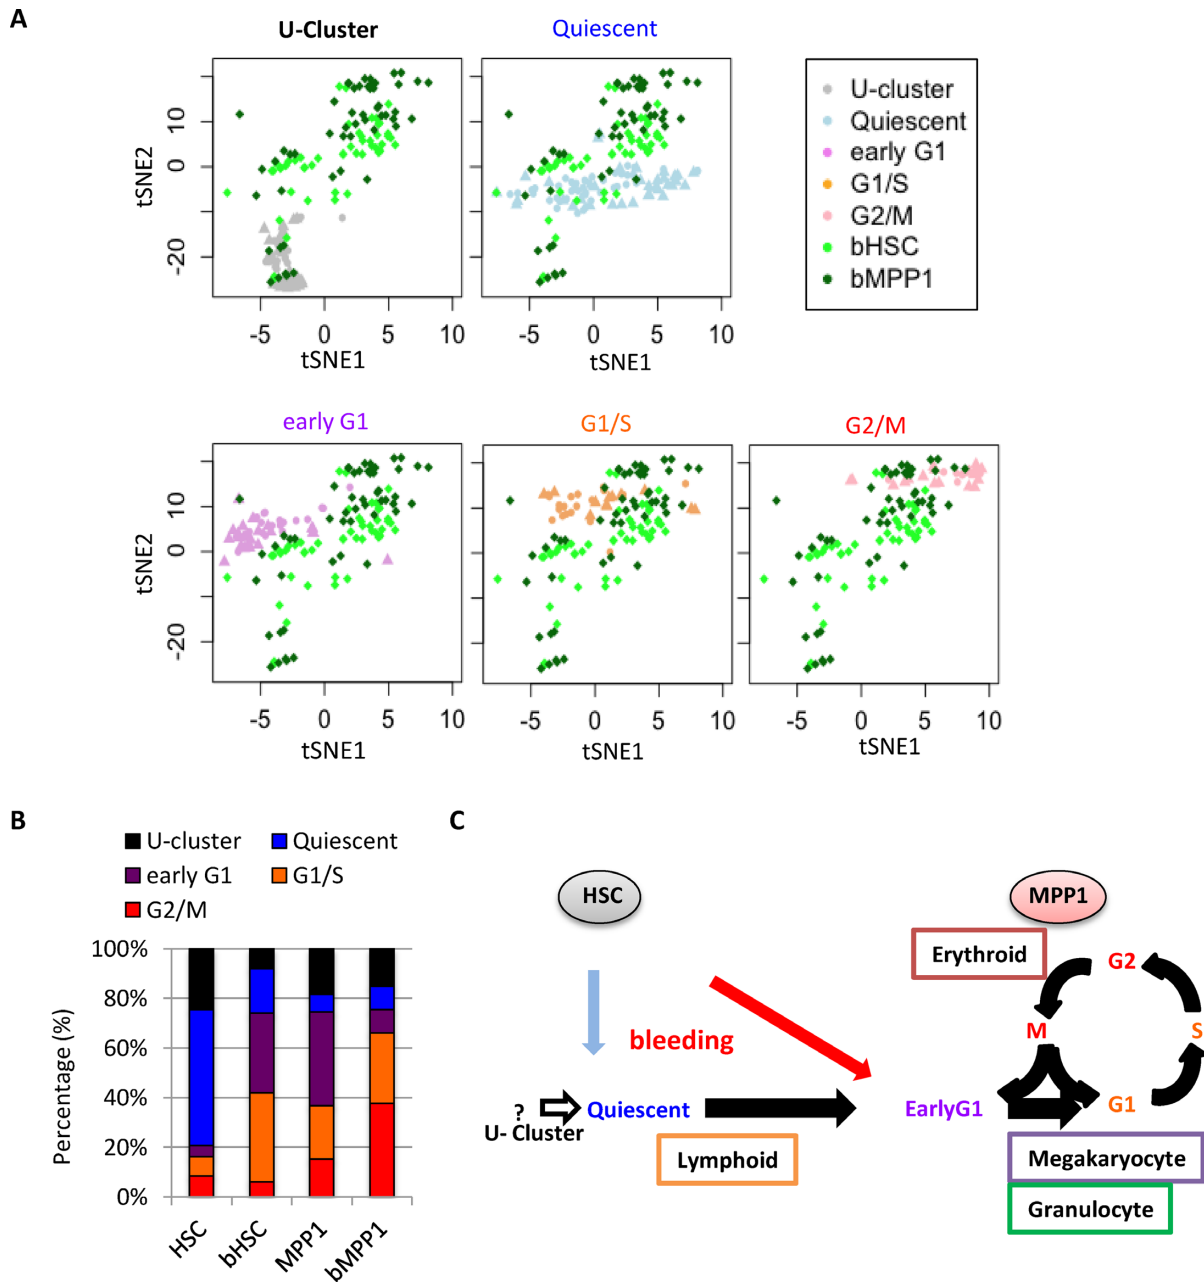 A
U-Cluster
Quiescent
10
0
-20
tSNE2
-5 0 5 10
tSNE1
-5 0 5 10
tSNE1
U-cluster
Quiescent
early G1
G1/S
G2/M
bHSC
bMPP1
early G1
G1/S
G2/M
10
0
-20
tSNE2
-5 0 5 10
tSNE1
-5 0 5 10
tSNE1
-5 0 5 10
tSNE1
B
U-cluster Quiescent
early G1 G1/S
G2/M
100%
80%
60%
40%
20%
0%
Percentage (%)
HSC
bHSC
MPP1
bMPP1
C
HSC
MPP1
Erythroid
G2
M
S
bleeding
?
U- Cluster
Quiescent
EarlyG1
G1
Lymphoid
Megakaryocyte
Granulocyte